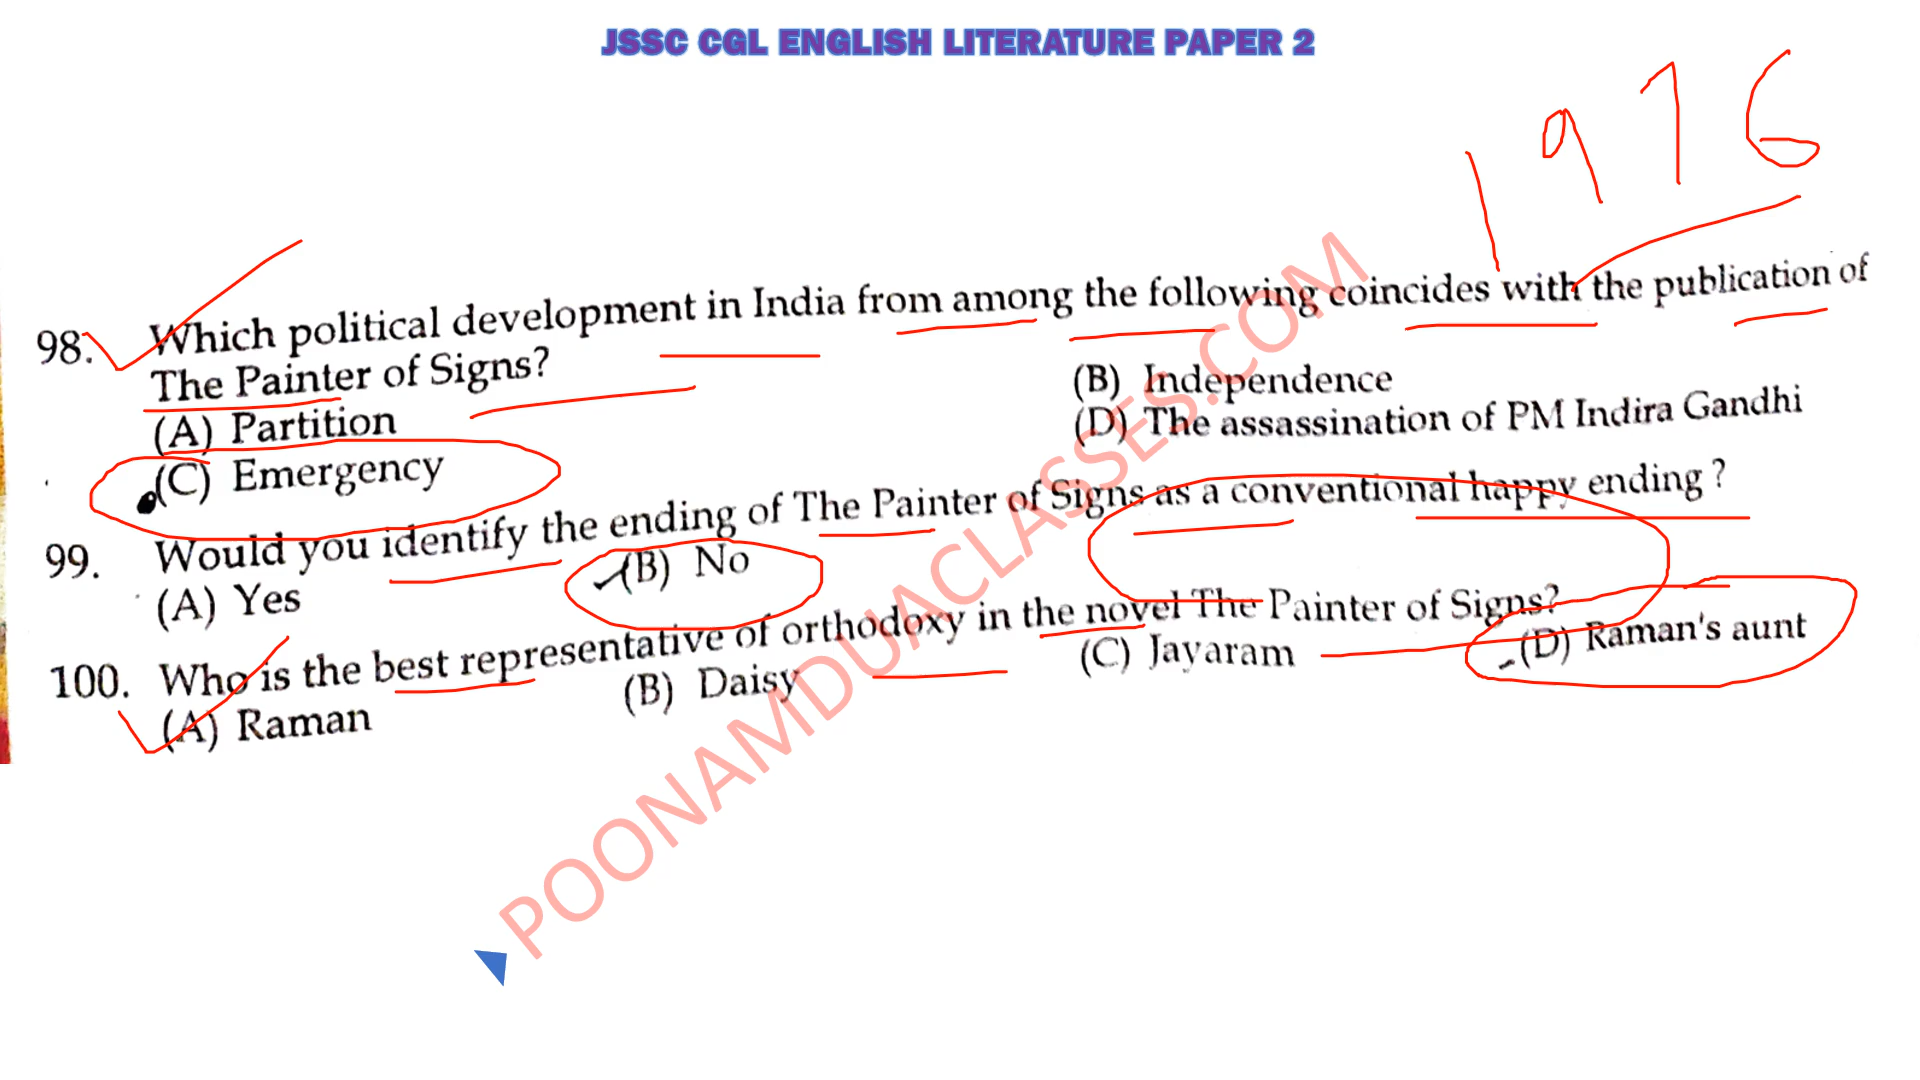 JSSC CGL ENGLISH LITERATURE PAPER 2
1976
98. Which political development in India from among the following coincides with the publication of
The Painter of Signs?
(A) Partition
(B) Independence
(C) Emergency
(D) The assassination of PM Indira Gandhi
99. Would you identify the ending of The Painter of Signs as a conventional happy ending ?
(A) Yes
(B) No
100. Who is the best representative of orthodoxy in the novel The Painter of Signs?
(A) Raman
(B) Daisy
(C) Jayaram
(D) Raman's aunt
POONAMDUACLASSES.COM